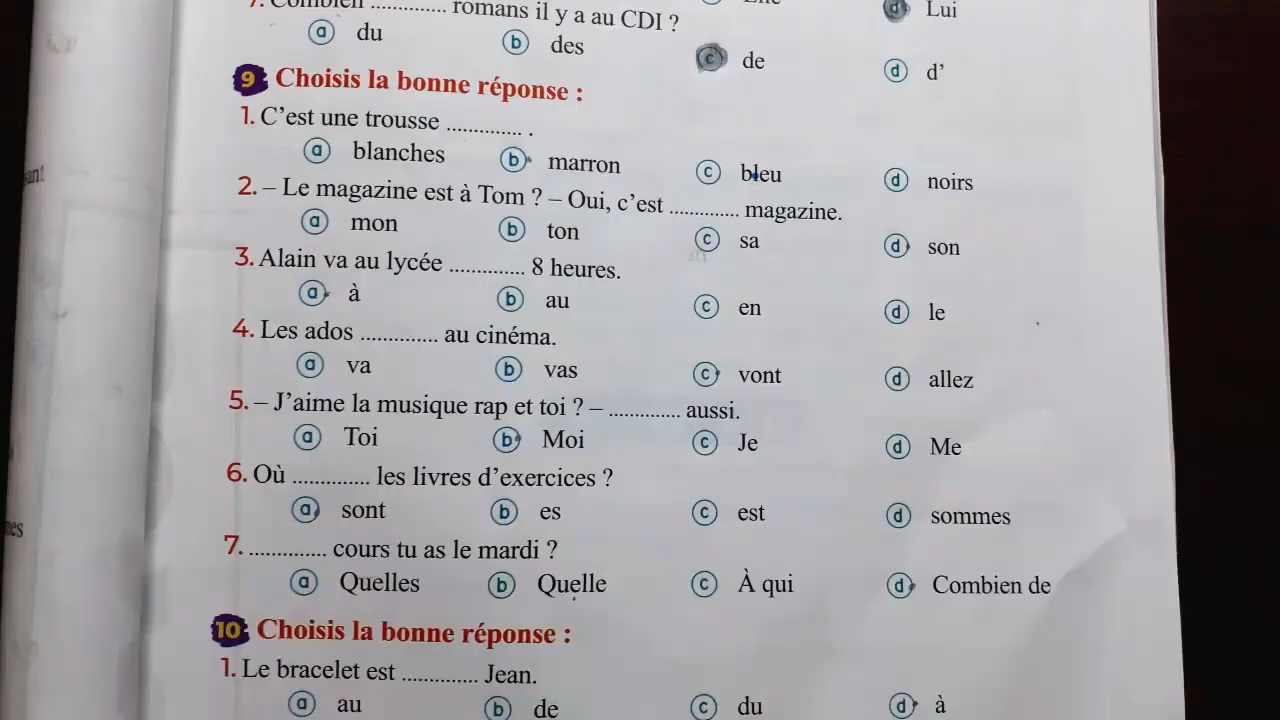 7. Combien .............. romans il y a au CDI ?
d Lui
a du b des c de d d'
9 Choisis la bonne réponse :
1. C'est une trousse .............. .
a blanches b marron c bleu d noirs
2. – Le magazine est à Tom ? – Oui, c'est .............. magazine.
a mon b ton c sa d son
3. Alain va au lycée .............. 8 heures.
a à b au c en d le
4. Les ados .............. au cinéma.
a va b vas c vont d allez
5. – J'aime la musique rap et toi ? – .............. aussi.
a Toi b Moi c Je d Me
6. Où .............. les livres d'exercices ?
a sont b es c est d sommes
7. .............. cours tu as le mardi ?
a Quelles b Quelle c À qui d Combien de
10 Choisis la bonne réponse :
1. Le bracelet est .............. Jean.
a au b de c du d à